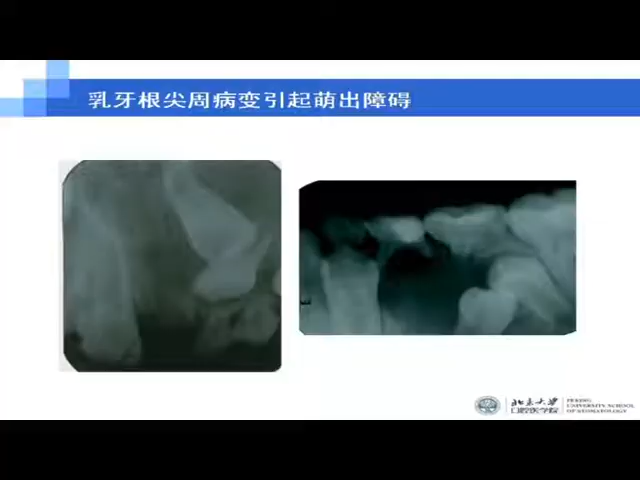 乳牙根尖周病变引起萌出障碍
北京大学
口腔医学院
PEKING
UNIVERSITY SCHOOL
OF STOMATOLOGY